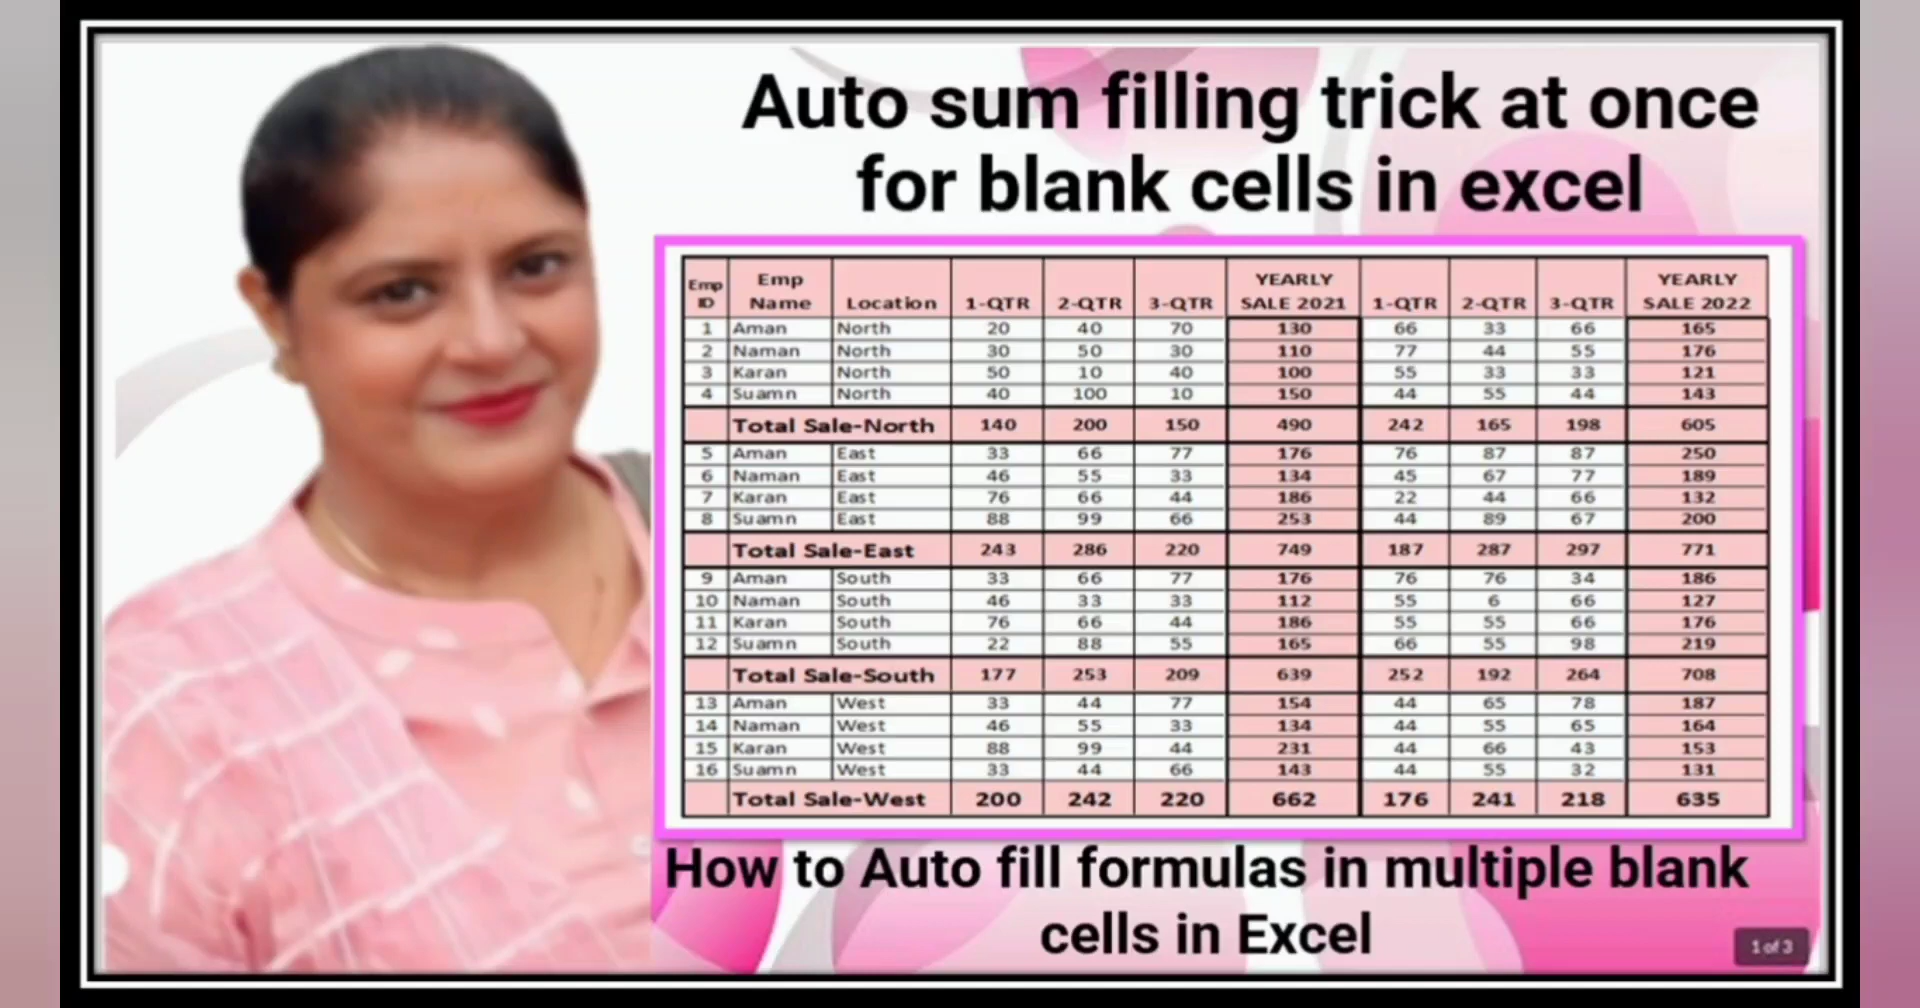 Auto sum filling trick at once
for blank cells in excel
Emp ID Emp Name Location 1-QTR 2-QTR 3-QTR YEARLY SALE 2021 1-QTR 2-QTR 3-QTR YEARLY SALE 2022
1 Aman North 20 40 70 130 66 33 66 165
2 Naman North 30 50 30 110 77 44 55 176
3 Karan North 50 10 40 100 55 33 33 121
4 Suamn North 40 100 10 150 44 55 44 143
Total Sale-North 140 200 150 490 242 165 198 605
5 Aman East 33 66 77 176 76 87 87 250
6 Naman East 46 55 33 134 45 67 77 189
7 Karan East 76 66 44 186 22 44 66 132
8 Suamn East 88 99 66 253 44 89 67 200
Total Sale-East 243 286 220 749 187 287 297 771
9 Aman South 33 66 77 176 76 76 34 186
10 Naman South 46 33 33 112 55 6 66 127
11 Karan South 76 66 44 186 55 55 66 176
12 Suamn South 22 88 55 165 66 55 98 219
Total Sale-South 177 253 209 639 252 192 264 708
13 Aman West 33 44 77 154 44 65 78 187
14 Naman West 46 55 33 134 44 55 65 164
15 Karan West 88 99 44 231 44 66 43 153
16 Suamn West 33 44 66 143 44 55 32 131
Total Sale-West 200 242 220 662 176 241 218 635
How to Auto fill formulas in multiple blank
cells in Excel
1 of 3